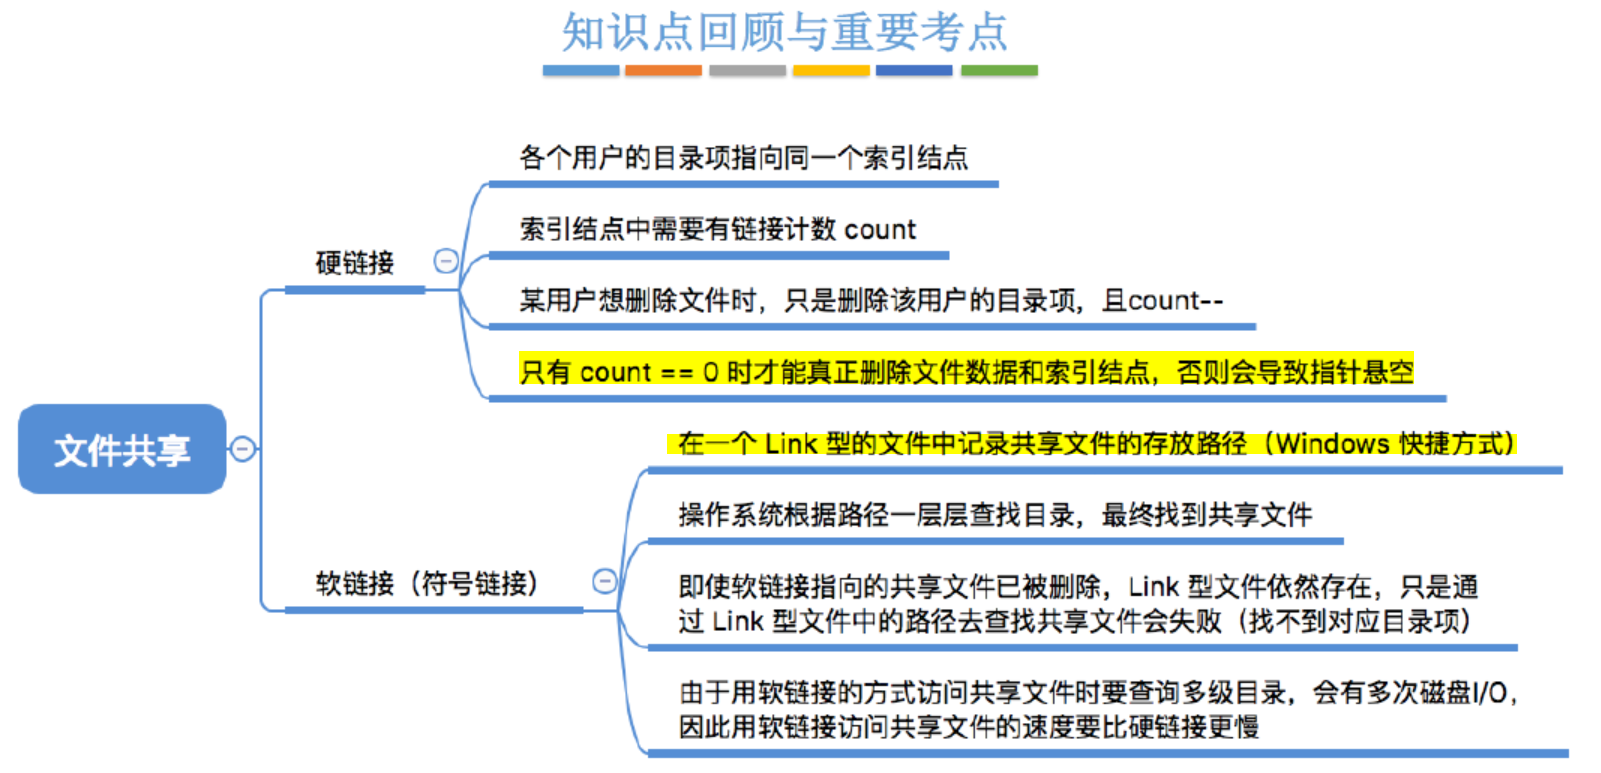 知识点回顾与重要考点
各个用户的目录项指向同一个索引结点
索引结点中需要有链接计数 count
硬链接
某用户想删除文件时，只是删除该用户的目录项，且count--
只有 count == 0 时才能真正删除文件数据和索引结点，否则会导致指针悬空
文件共享
在一个 Link 型的文件中记录共享文件的存放路径（Windows 快捷方式）
操作系统根据路径一层层查找目录，最终找到共享文件
软链接（符号链接）
即使软链接指向的共享文件已被删除，Link 型文件依然存在，只是通
过 Link 型文件中的路径去查找共享文件会失败（找不到对应目录项）
由于用软链接的方式访问共享文件时要查询多级目录，会有多次磁盘I/O，
因此用软链接访问共享文件的速度要比硬链接更慢